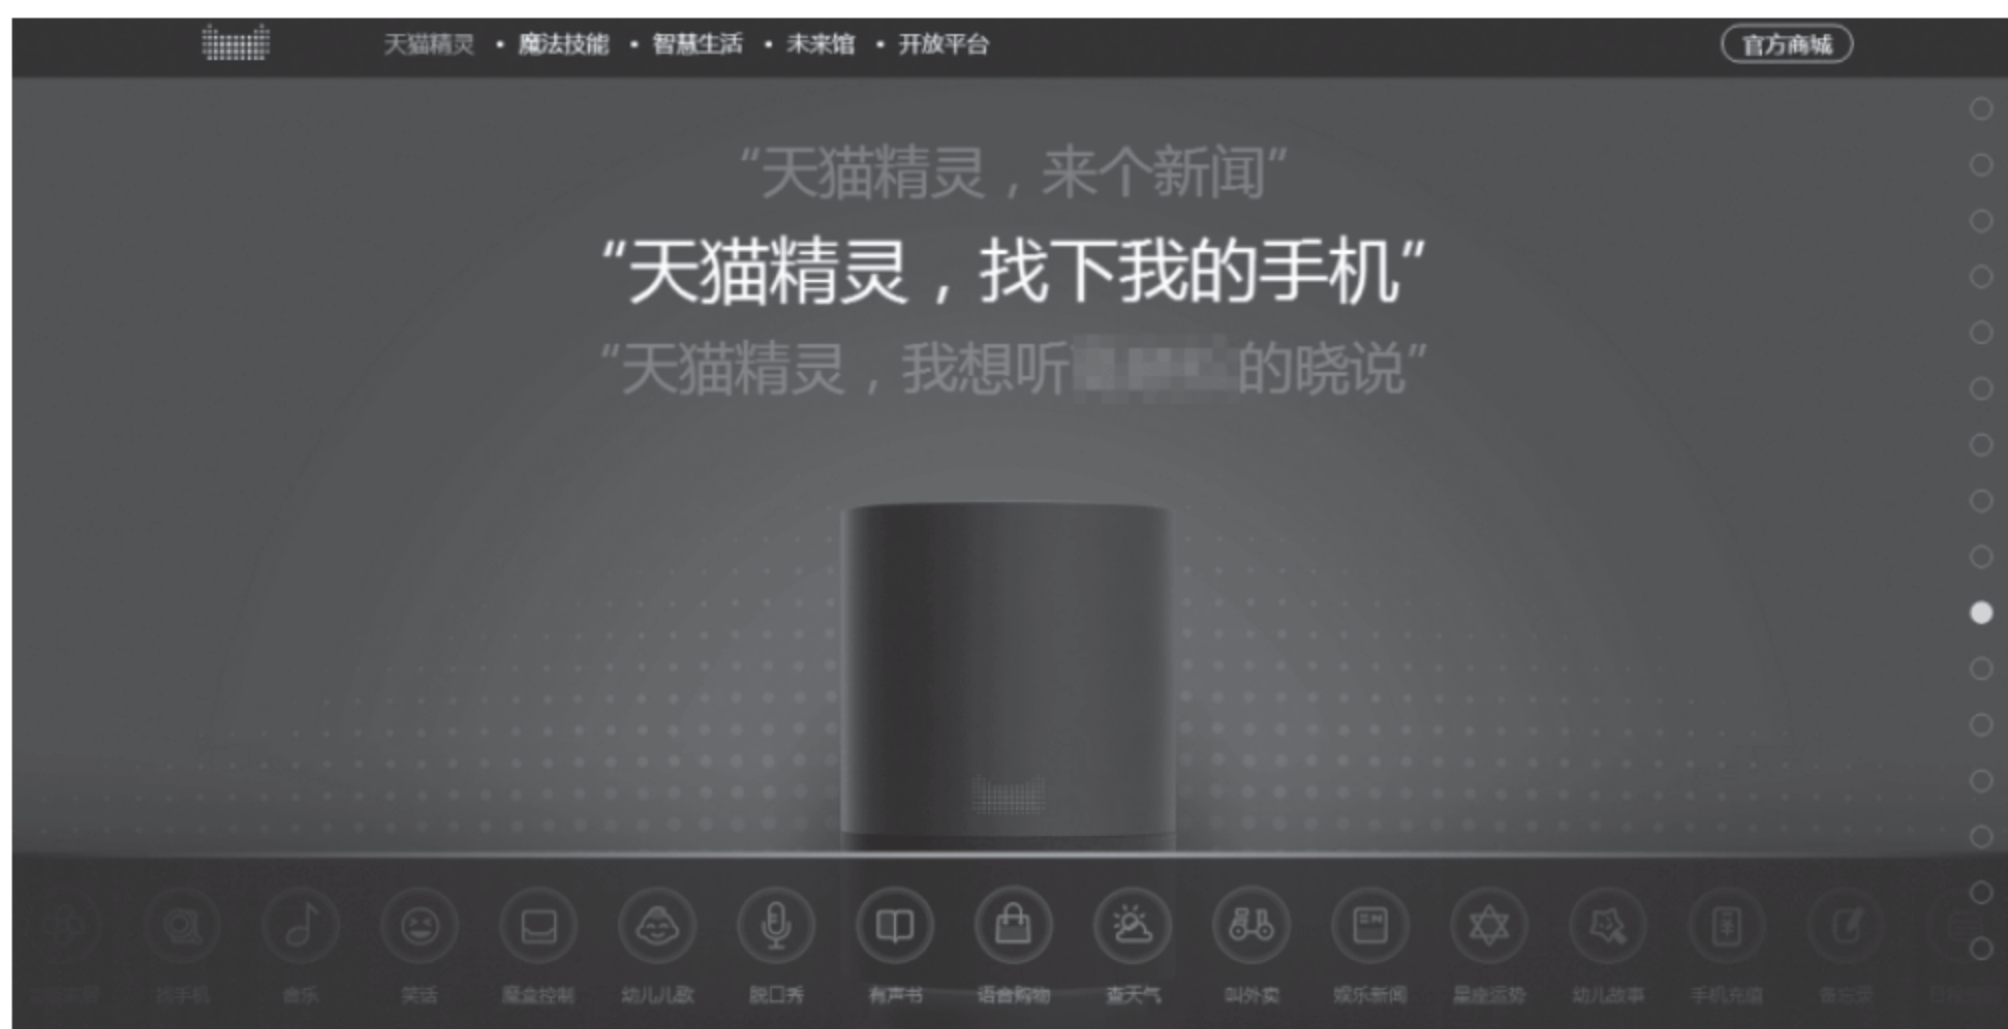 天猫精灵 • 魔法技能 • 智慧生活 • 未来馆 • 开放平台 官方商城
“天猫精灵，来个新闻”
“天猫精灵，找下我的手机”
“天猫精灵，我想听 的晓说”
找手机 音乐 笑话 魔盒控制 幼儿儿歌 脱口秀 有声书 语音购物 查天气 叫外卖 娱乐新闻 星座运势 幼儿故事 手机充值 备忘录